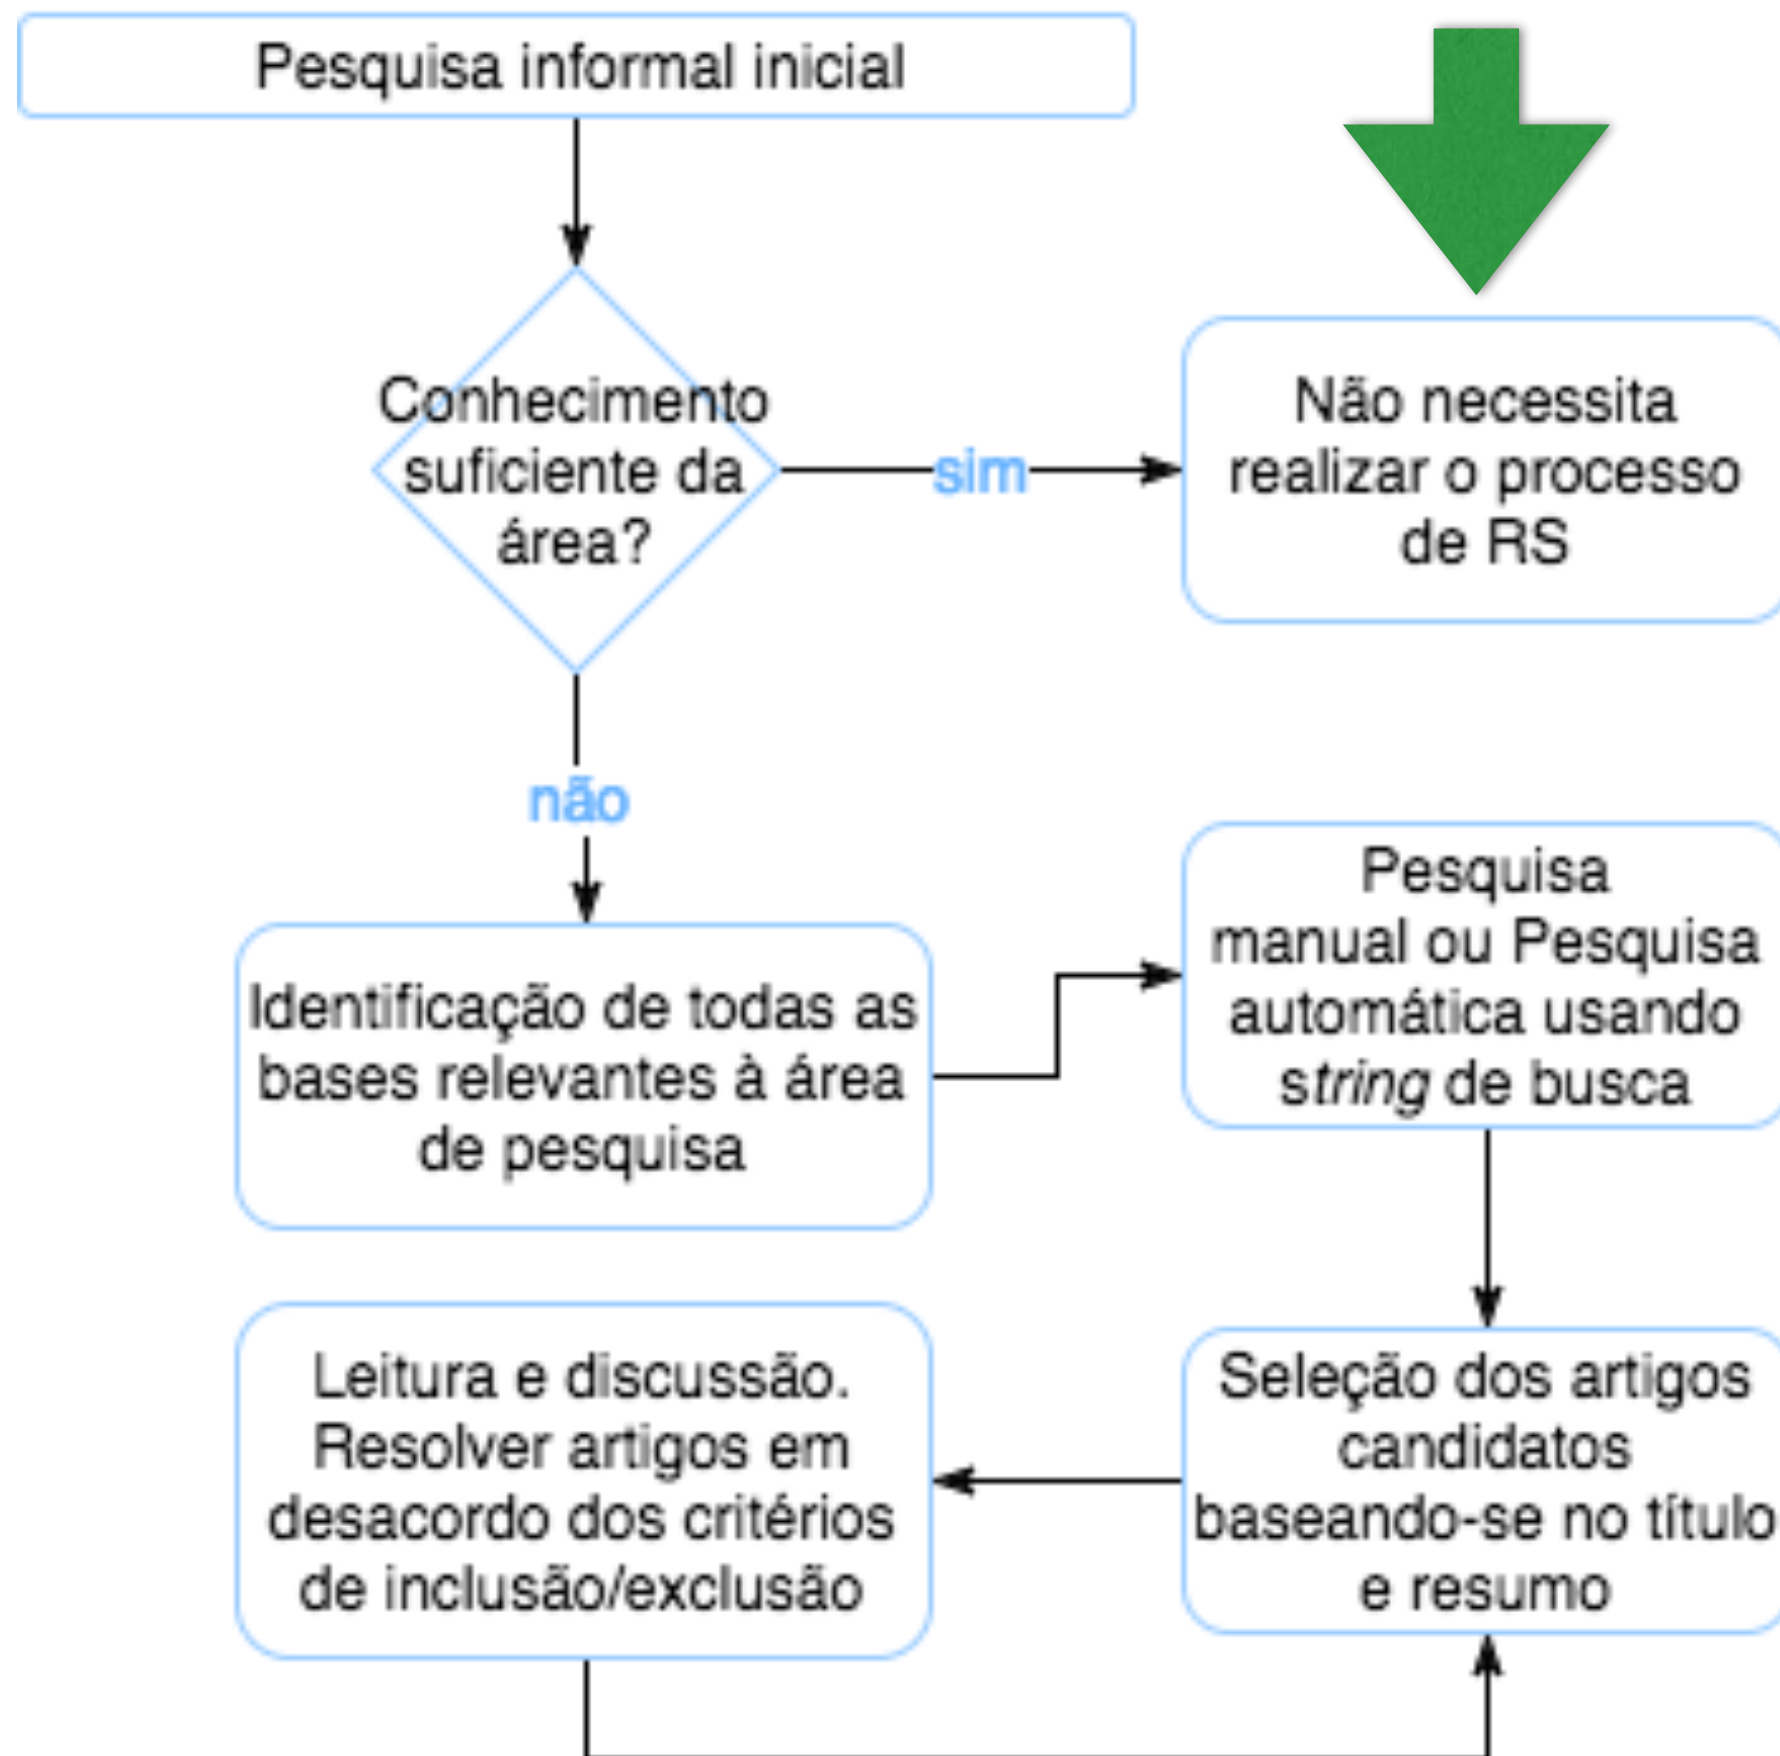 Pesquisa informal inicial
Conhecimento
suficiente da
área?
sim
Não necessita
realizar o processo
de RS
não
Identificação de todas as
bases relevantes à área
de pesquisa
Pesquisa
manual ou Pesquisa
automática usando
string de busca
Seleção dos artigos
candidatos
baseando-se no título
e resumo
Leitura e discussão.
Resolver artigos em
desacordo dos critérios
de inclusão/exclusão